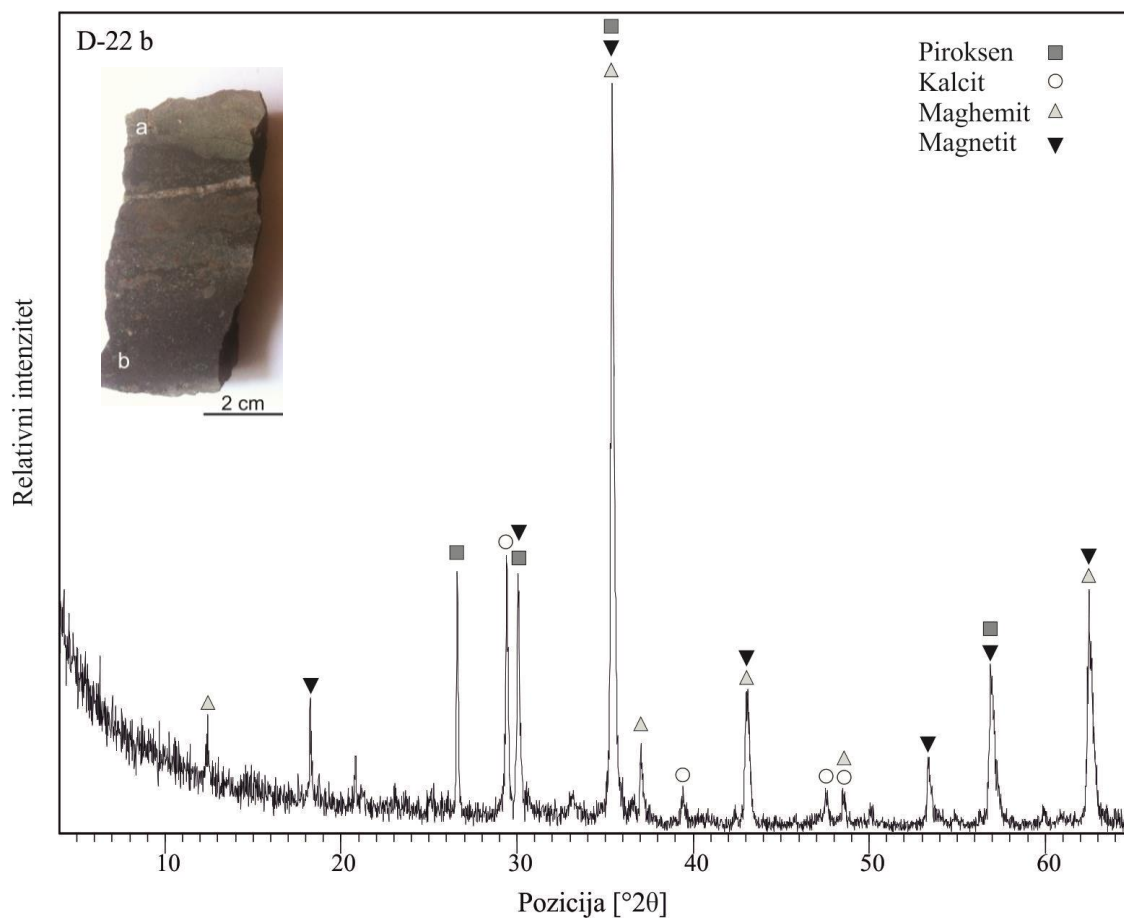 D-22 b
a
b
2 cm
Piroksen
Kalcit
Maghemit
Magnetit
Relativni intenzitet
10 20 30 40 50 60
Pozicija [°2θ]